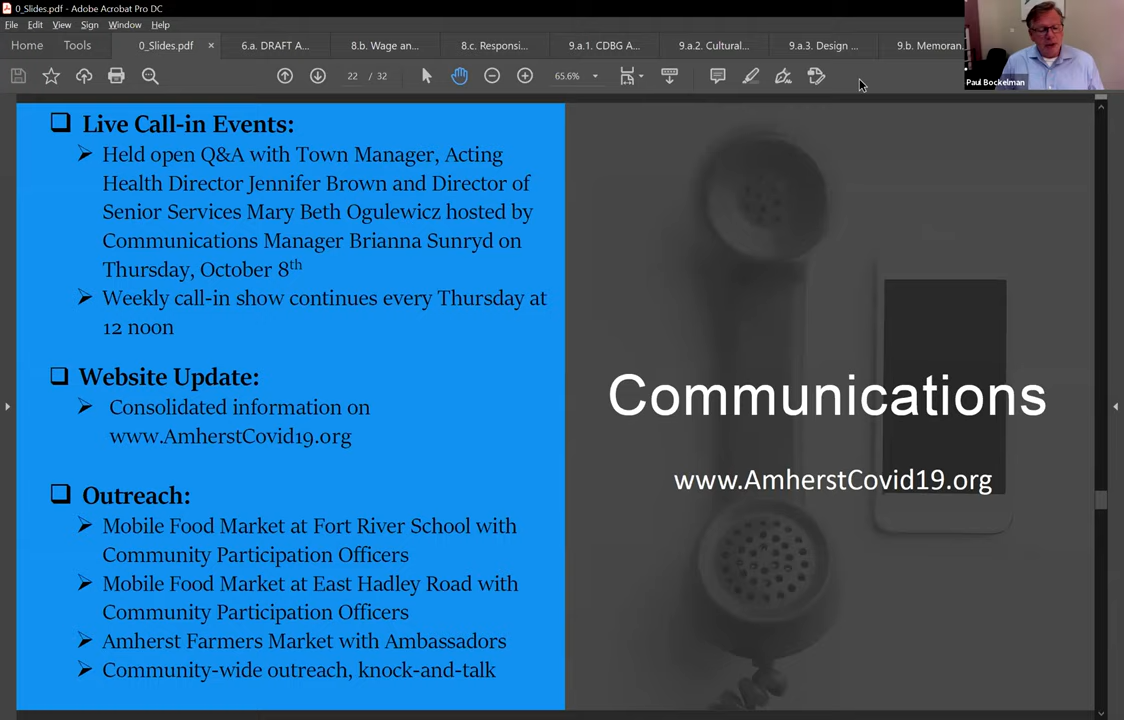 0_Slides.pdf - Adobe Acrobat Pro DC
File Edit View Sign Window Help
Home Tools 0_Slides.pdf × 6.a. DRAFT A... 8.b. Wage an... 8.c. Responsi... 9.a.1. CDBG A... 9.a.2. Cultural... 9.a.3. Design ... 9.b. Memoran...
22 / 32 65.6%
Paul Bockelman
Live Call-in Events:
Held open Q&A with Town Manager, Acting
Health Director Jennifer Brown and Director of
Senior Services Mary Beth Ogulewicz hosted by
Communications Manager Brianna Sunryd on
Thursday, October 8th
Weekly call-in show continues every Thursday at
12 noon
Website Update:
Consolidated information on
www.AmherstCovid19.org
Outreach:
Mobile Food Market at Fort River School with
Community Participation Officers
Mobile Food Market at East Hadley Road with
Community Participation Officers
Amherst Farmers Market with Ambassadors
Community-wide outreach, knock-and-talk
Communications
www.AmherstCovid19.org